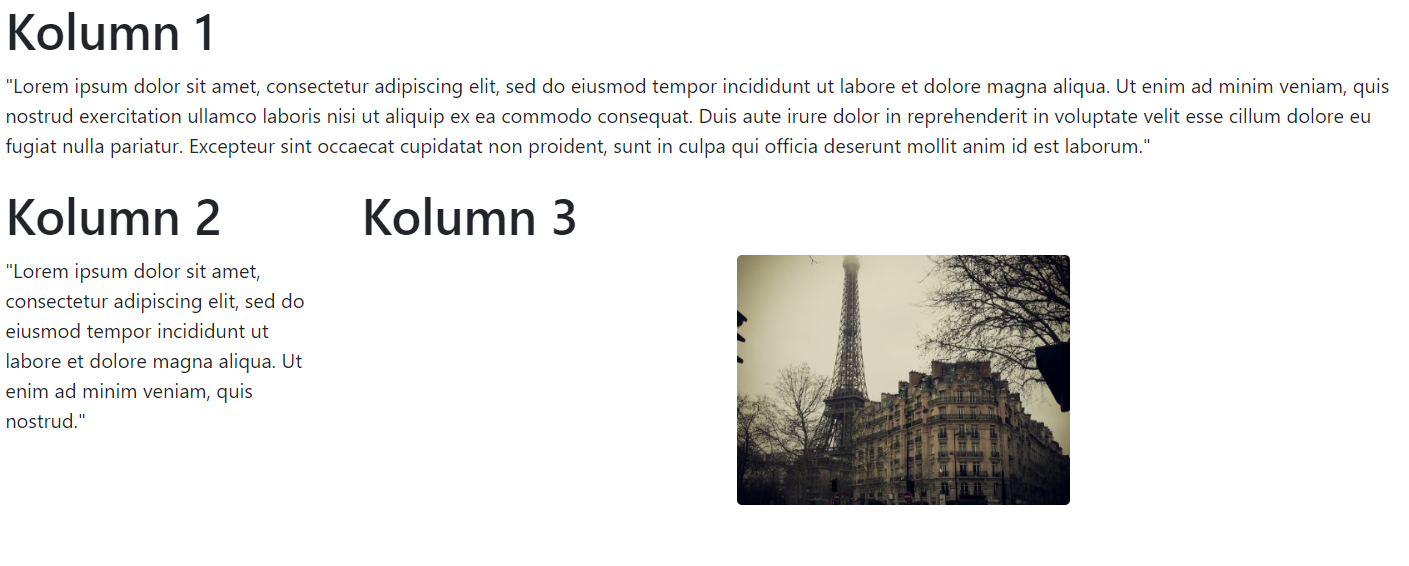 Kolumn 1
"Lorem ipsum dolor sit amet, consectetur adipiscing elit, sed do eiusmod tempor incididunt ut labore et dolore magna aliqua. Ut enim ad minim veniam, quis
nostrud exercitation ullamco laboris nisi ut aliquip ex ea commodo consequat. Duis aute irure dolor in reprehenderit in voluptate velit esse cillum dolore eu
fugiat nulla pariatur. Excepteur sint occaecat cupidatat non proident, sunt in culpa qui officia deserunt mollit anim id est laborum."
Kolumn 2
"Lorem ipsum dolor sit amet,
consectetur adipiscing elit, sed do
eiusmod tempor incididunt ut
labore et dolore magna aliqua. Ut
enim ad minim veniam, quis
nostrud."
Kolumn 3